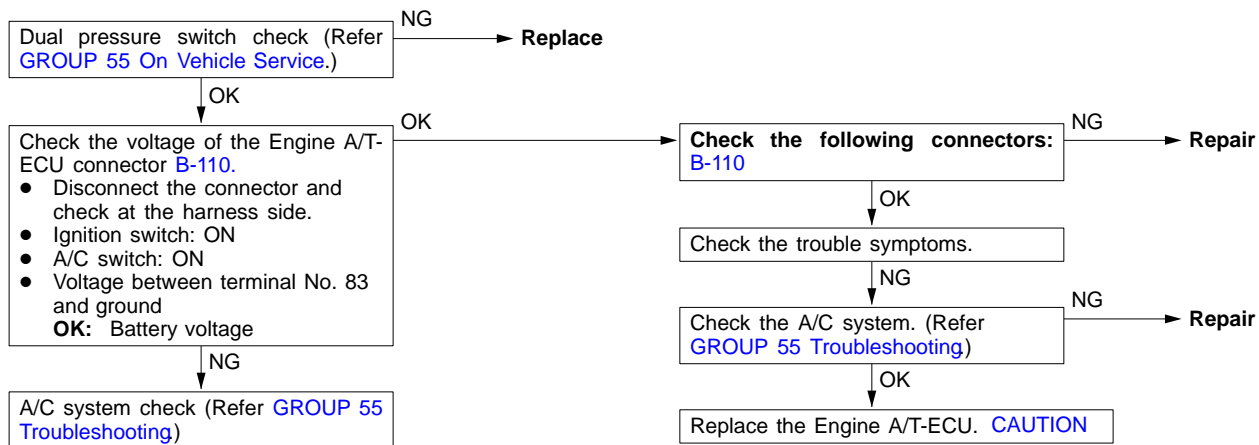 Dual pressure switch check (Refer
GROUP 55 On Vehicle Service.)
NG
Replace
OK
Check the voltage of the Engine A/T-
ECU connector B-110.
● Disconnect the connector and
check at the harness side.
● Ignition switch: ON
● A/C switch: ON
● Voltage between terminal No. 83
and ground
OK: Battery voltage
OK
NG
A/C system check (Refer GROUP 55
Troubleshooting.)
Check the following connectors:
B-110
NG
Repair
OK
Check the trouble symptoms.
NG
Check the A/C system. (Refer
GROUP 55 Troubleshooting.)
NG
Repair
OK
Replace the Engine A/T-ECU. CAUTION